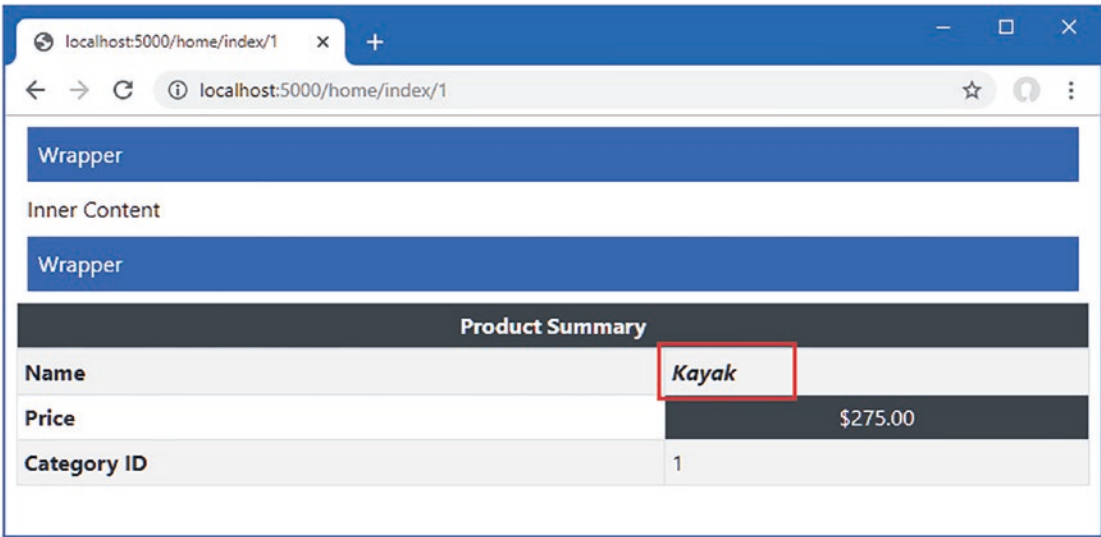 localhost:5000/home/index/1
localhost:5000/home/index/1
Wrapper
Inner Content
Wrapper
Product Summary
Name Kayak
Price $275.00
Category ID 1